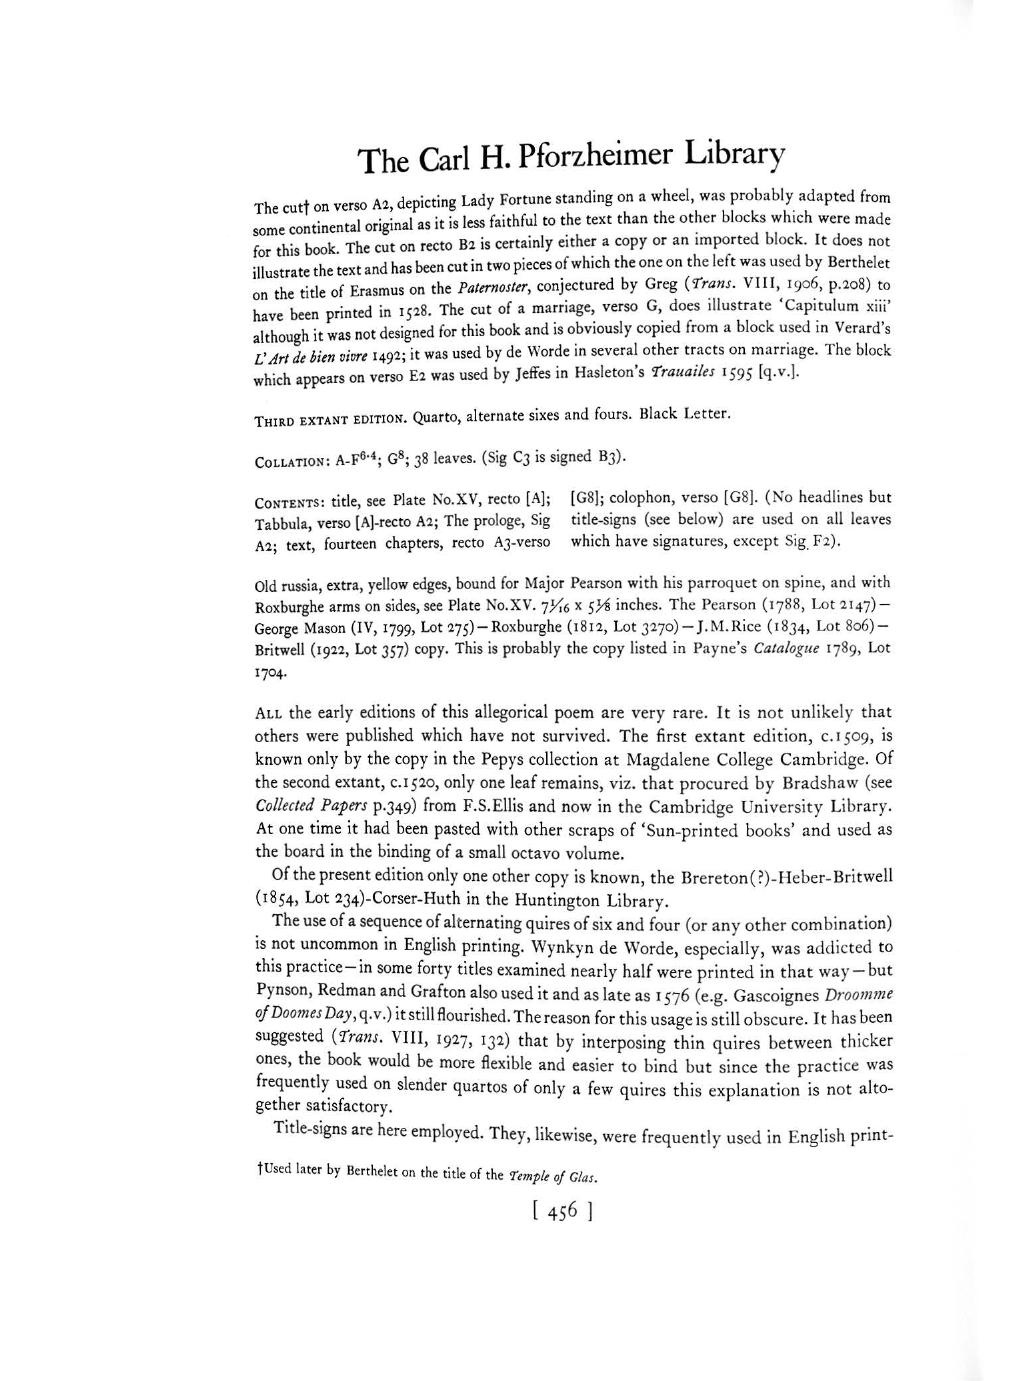 The Carl H. Pforzheimer Library
The cut† on verso A2, depicting Lady Fortune standing on a wheel, was probably adapted from
some continental original as it is less faithful to the text than the other blocks which were made
for this book. The cut on recto B2 is certainly either a copy or an imported block. It does not
illustrate the text and has been cut in two pieces of which the one on the left was used by Berthelet
on the title of Erasmus on the Paternoster, conjectured by Greg (Trans. VIII, 1906, p.208) to
have been printed in 1528. The cut of a marriage, verso G, does illustrate 'Capitulum xiii'
although it was not designed for this book and is obviously copied from a block used in Verard's
L'Art de bien vivre 1492; it was used by de Worde in several other tracts on marriage. The block
which appears on verso E2 was used by Jeffes in Hasleton's Trauailes 1595 [q.v.].
THIRD EXTANT EDITION. Quarto, alternate sixes and fours. Black Letter.
COLLATION: A-F⁶·⁴; G⁸; 38 leaves. (Sig C3 is signed B3).
CONTENTS: title, see Plate No.XV, recto [A];
Tabbula, verso [A]-recto A2; The prologe, Sig
A2; text, fourteen chapters, recto A3-verso
[G8]; colophon, verso [G8]. (No headlines but
title-signs (see below) are used on all leaves
which have signatures, except Sig. F2).
Old russia, extra, yellow edges, bound for Major Pearson with his parroquet on spine, and with
Roxburghe arms on sides, see Plate No.XV. 7 1/16 x 5 1/8 inches. The Pearson (1788, Lot 2147)—
George Mason (IV, 1799, Lot 275)—Roxburghe (1812, Lot 3270)—J.M.Rice (1834, Lot 806)—
Britwell (1922, Lot 357) copy. This is probably the copy listed in Payne's Catalogue 1789, Lot
1704.
ALL the early editions of this allegorical poem are very rare. It is not unlikely that
others were published which have not survived. The first extant edition, c.1509, is
known only by the copy in the Pepys collection at Magdalene College Cambridge. Of
the second extant, c.1520, only one leaf remains, viz. that procured by Bradshaw (see
Collected Papers p.349) from F.S.Ellis and now in the Cambridge University Library.
At one time it had been pasted with other scraps of 'Sun-printed books' and used as
the board in the binding of a small octavo volume.
Of the present edition only one other copy is known, the Brereton(?)-Heber-Britwell
(1854, Lot 234)-Corser-Huth in the Huntington Library.
The use of a sequence of alternating quires of six and four (or any other combination)
is not uncommon in English printing. Wynkyn de Worde, especially, was addicted to
this practice—in some forty titles examined nearly half were printed in that way—but
Pynson, Redman and Grafton also used it and as late as 1576 (e.g. Gascoignes Droomme
of Doomes Day, q.v.) it still flourished. The reason for this usage is still obscure. It has been
suggested (Trans. VIII, 1927, 132) that by interposing thin quires between thicker
ones, the book would be more flexible and easier to bind but since the practice was
frequently used on slender quartos of only a few quires this explanation is not alto-
gether satisfactory.
Title-signs are here employed. They, likewise, were frequently used in English print-
†Used later by Berthelet on the title of the Temple of Glas.
[ 456 ]